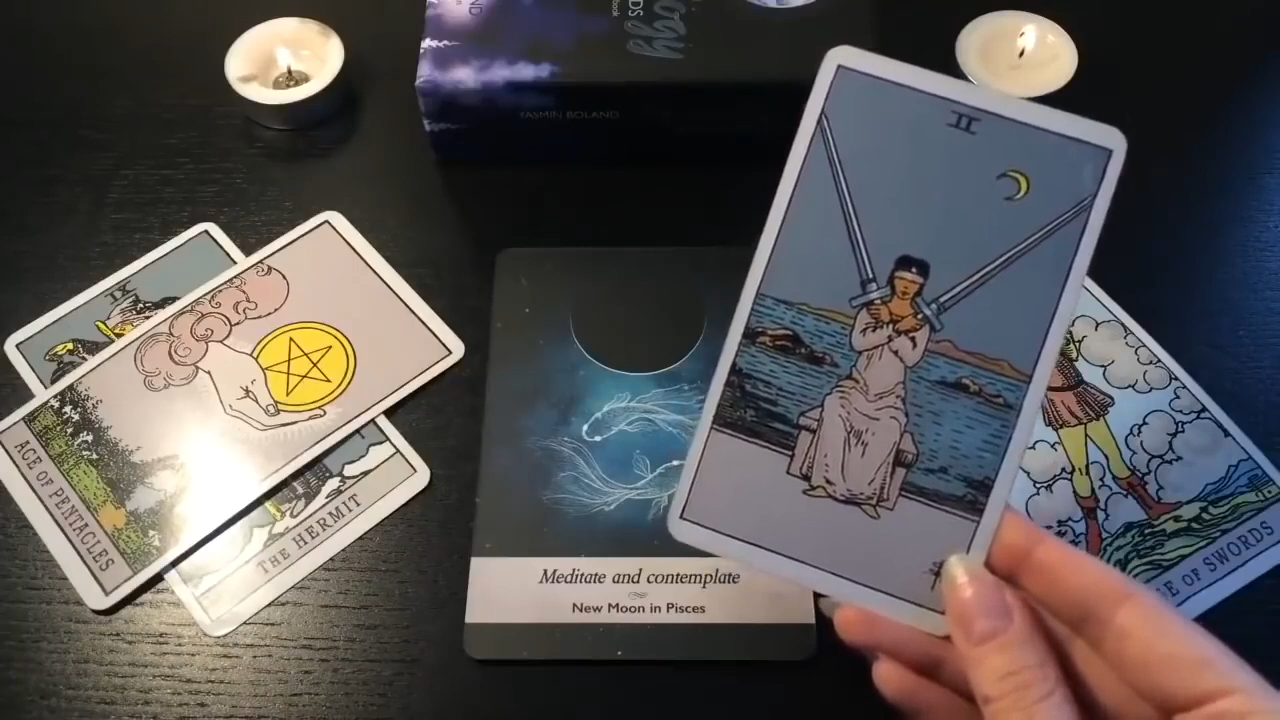 YASMIN BOLAND
II
IX
ACE OF PENTACLES
THE HERMIT
Meditate and contemplate
New Moon in Pisces
OF SWORDS